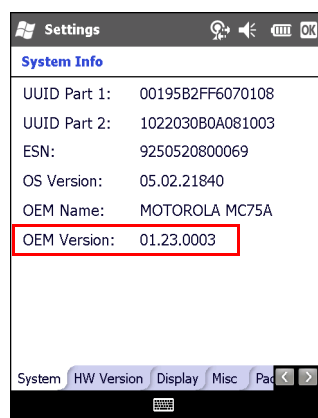 Settings
OK
System Info
UUID Part 1: 00195B2FF6070108
UUID Part 2: 1022030B0A081003
ESN: 9250520800069
OS Version: 05.02.21840
OEM Name: MOTOROLA MC75A
OEM Version: 01.23.0003
System HW Version Display Misc